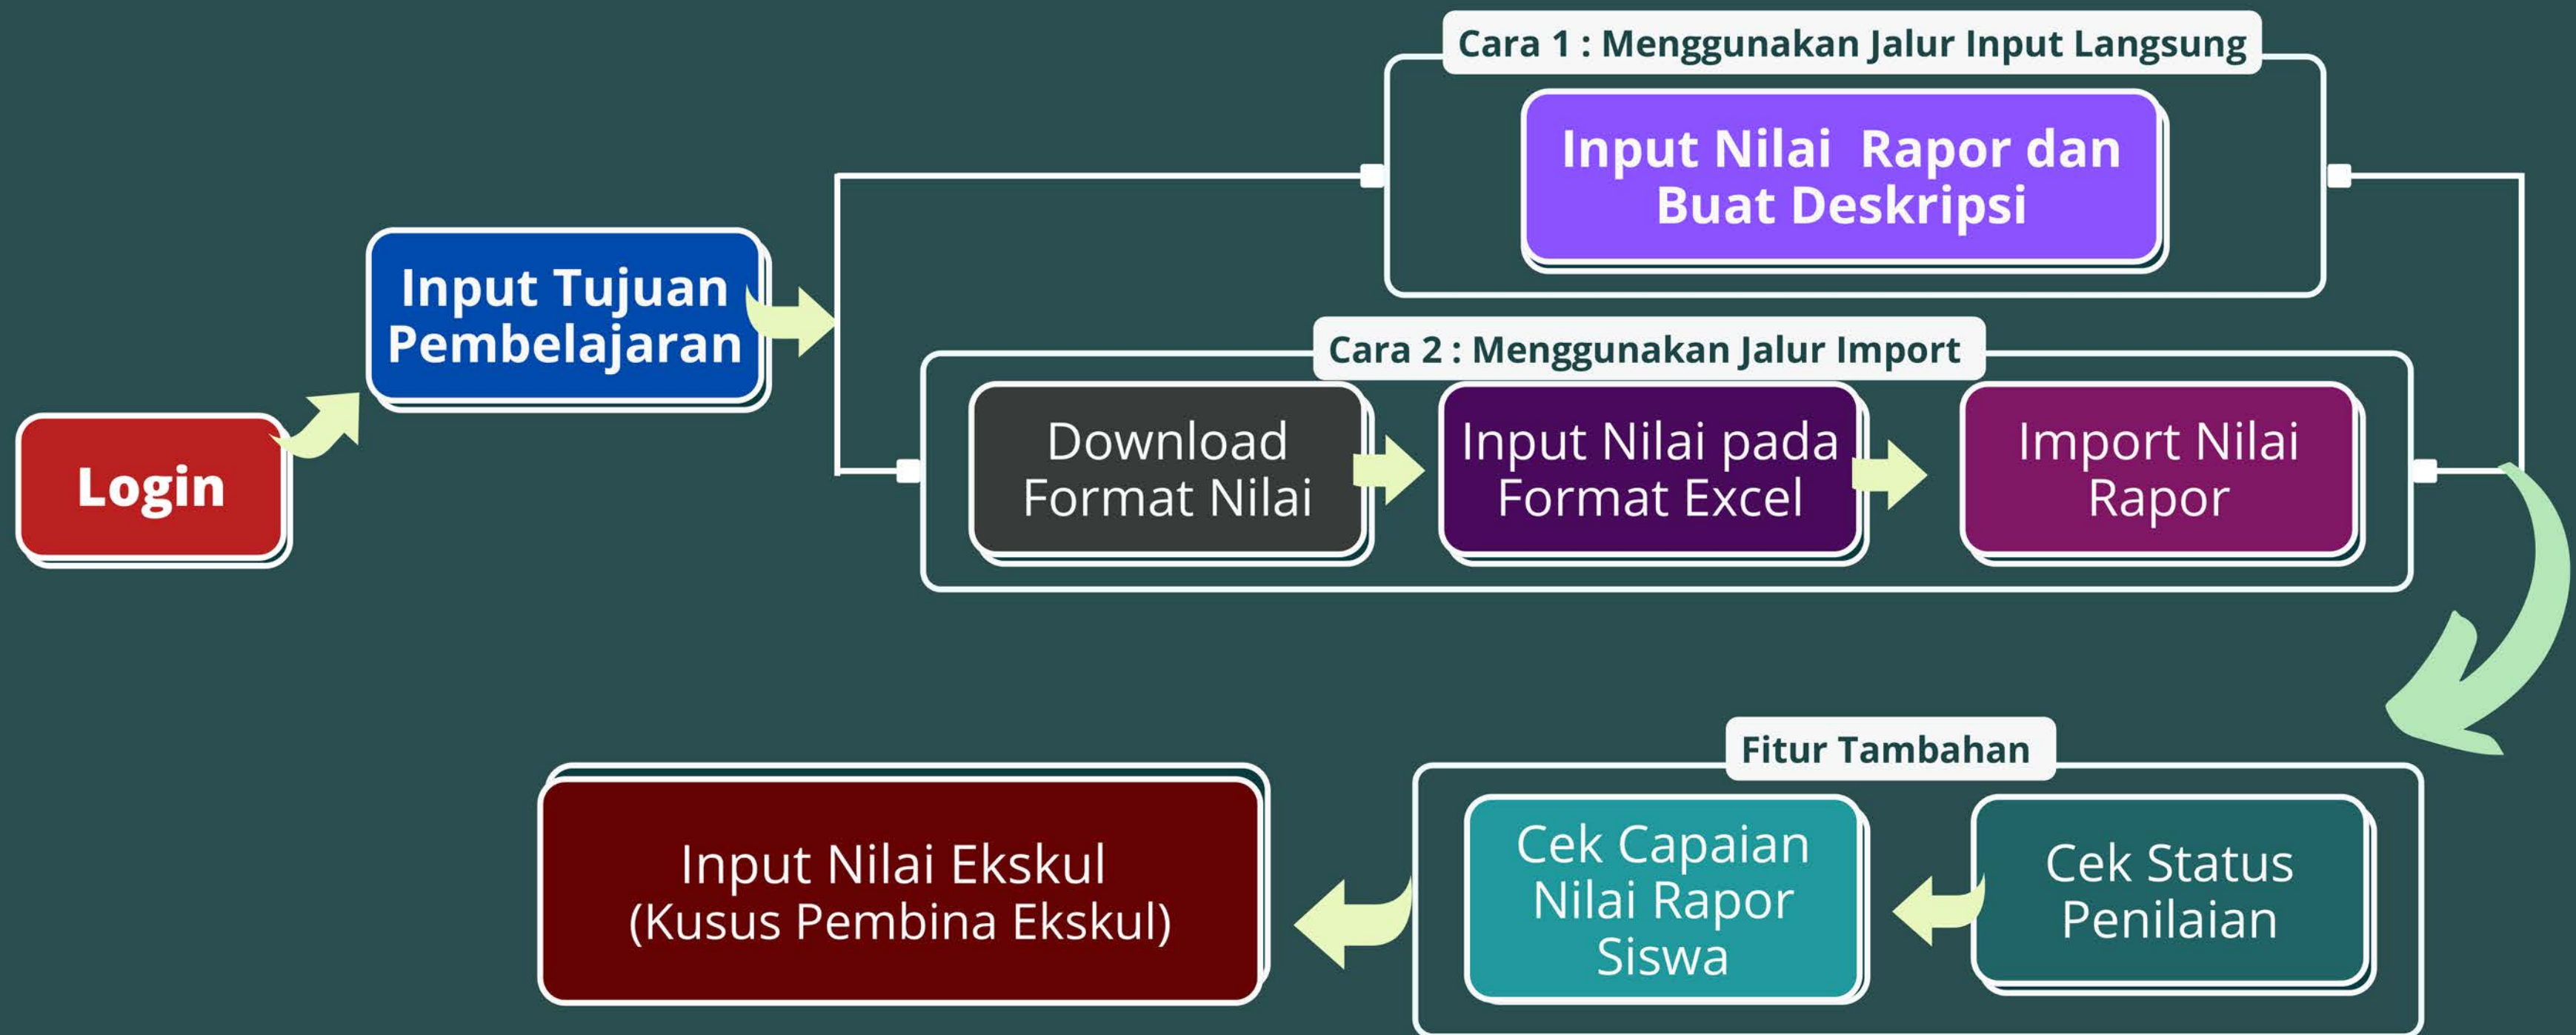 Login
Input Tujuan
Pembelajaran
Cara 1 : Menggunakan Jalur Input Langsung
Input Nilai Rapor dan
Buat Deskripsi
Cara 2 : Menggunakan Jalur Import
Download
Format Nilai
Input Nilai pada
Format Excel
Import Nilai
Rapor
Fitur Tambahan
Cek Status
Penilaian
Cek Capaian
Nilai Rapor
Siswa
Input Nilai Ekskul
(Kusus Pembina Ekskul)